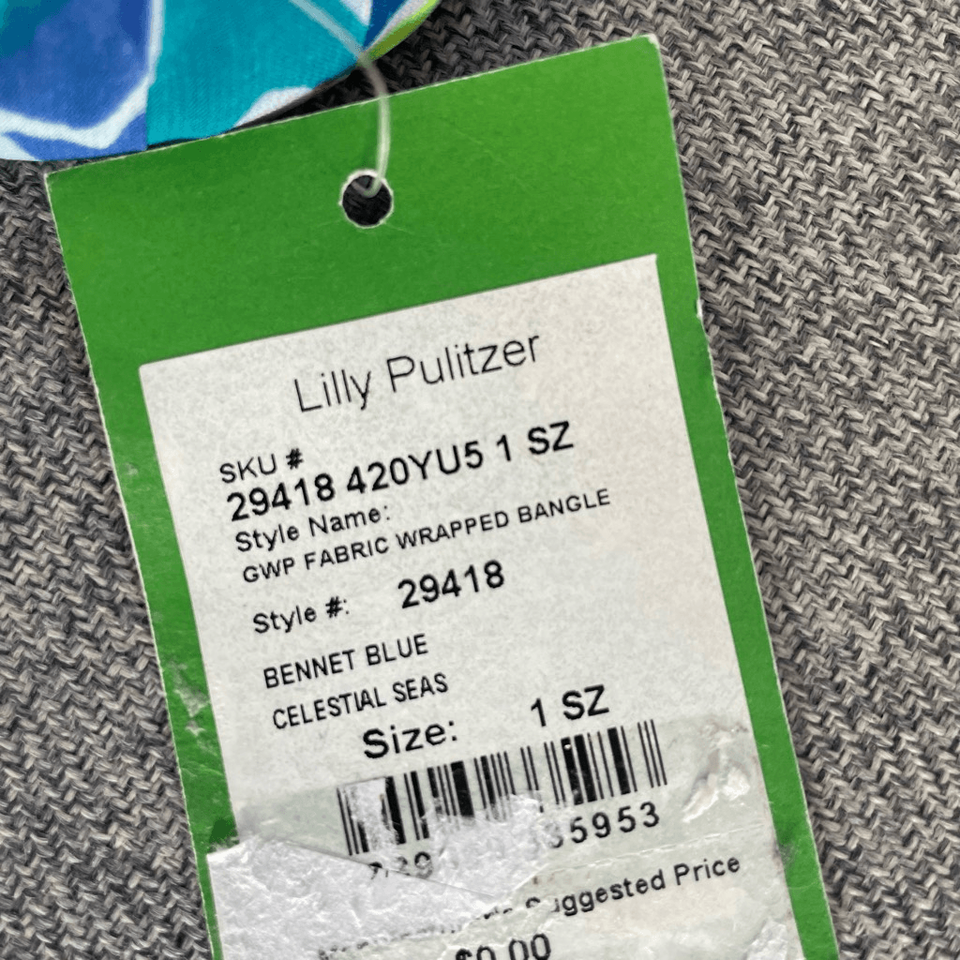 Lilly Pulitzer
SKU #
29418 420YU5 1 SZ
Style Name:
GWP FABRIC WRAPPED BANGLE
Style #: 29418
BENNET BLUE
CELESTIAL SEAS
Size: 1 SZ
5953
Suggested Price
$0.00